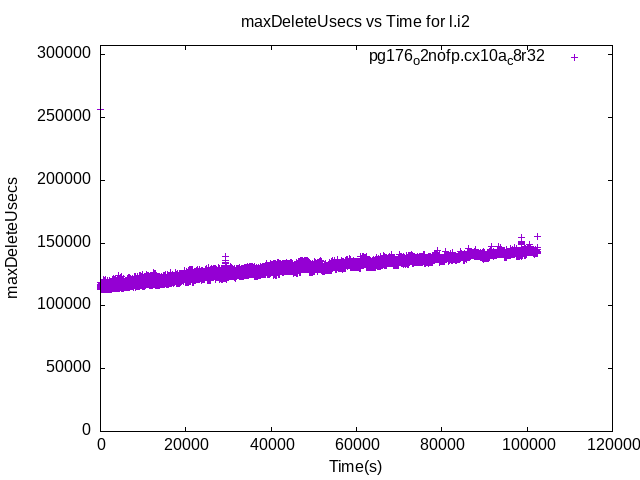 maxDeleteUsecs vs Time for l.i2
pg176o2nofp.cx10ac8r32
300000
250000
200000
150000
100000
50000
0
maxDeleteUsecs
0 20000 40000 60000 80000 100000 120000
Time(s)